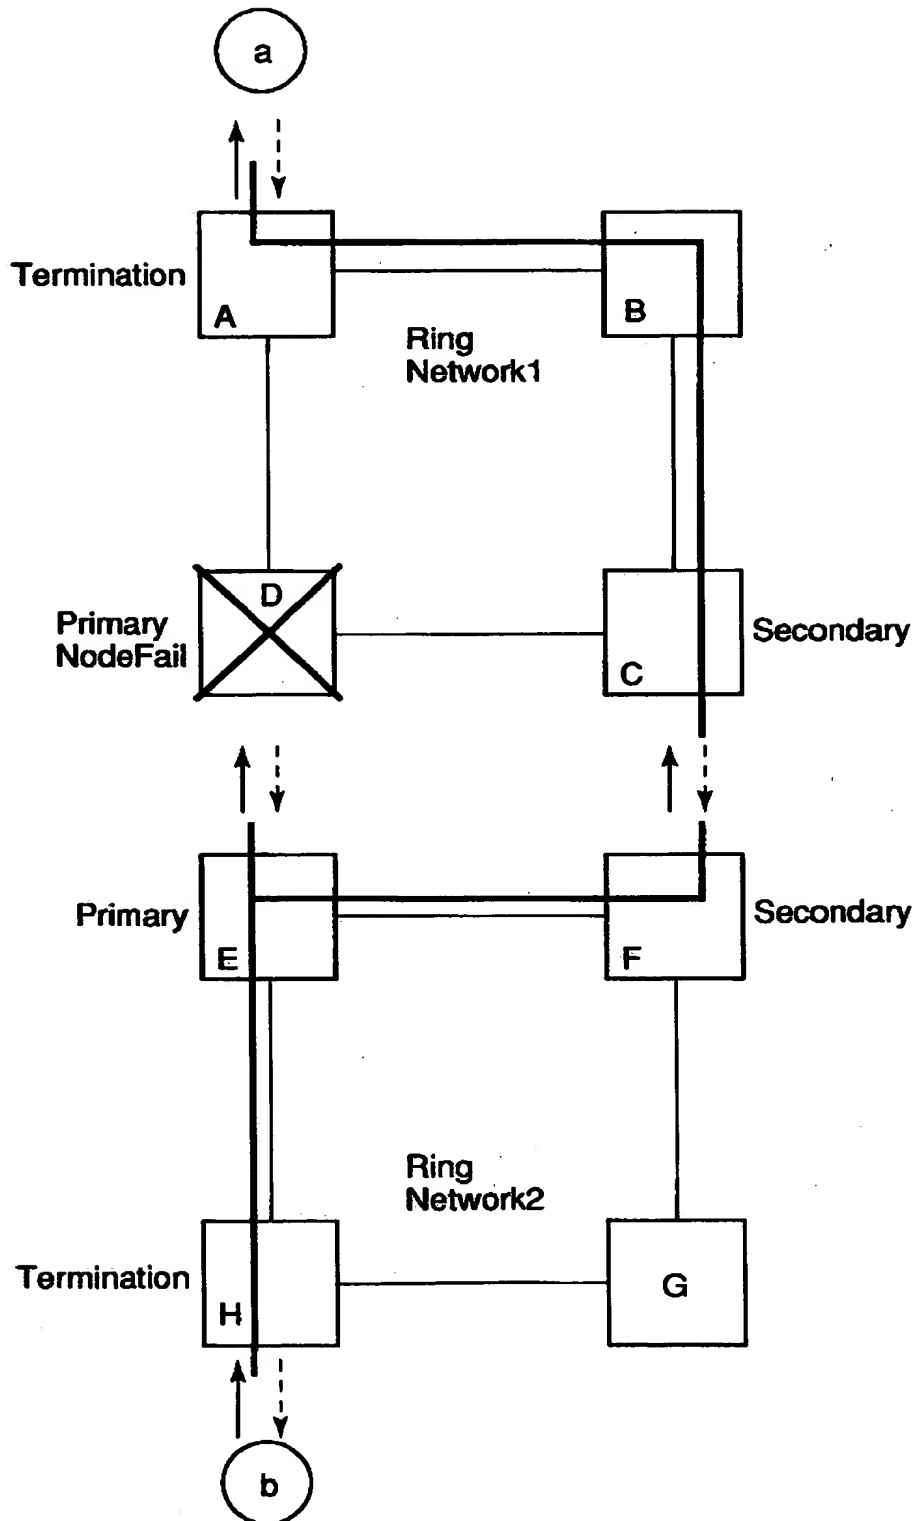 a
Termination
A
B
Ring
Network1
D
Primary
NodeFail
C
Secondary
Primary
E
F
Secondary
Ring
Network2
Termination
H
G
b